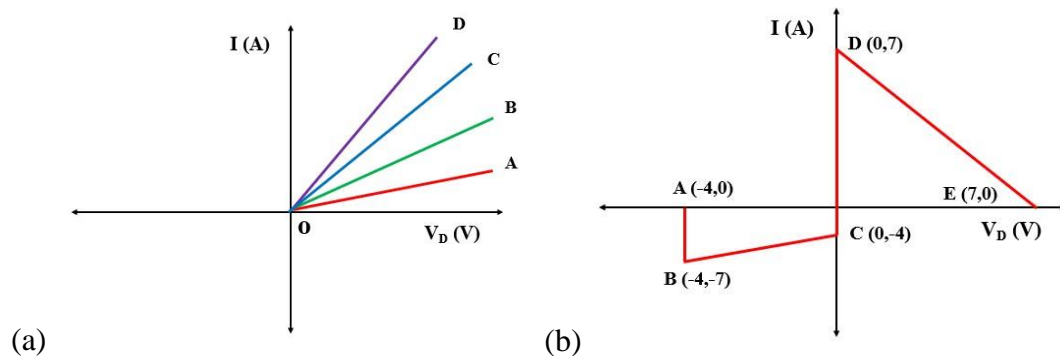 I (A)
D
C
B
A
O
V_D (V)
(a)
I (A)
D (0,7)
A (-4,0)
E (7,0)
V_D (V)
C (0,-4)
B (-4,-7)
(b)